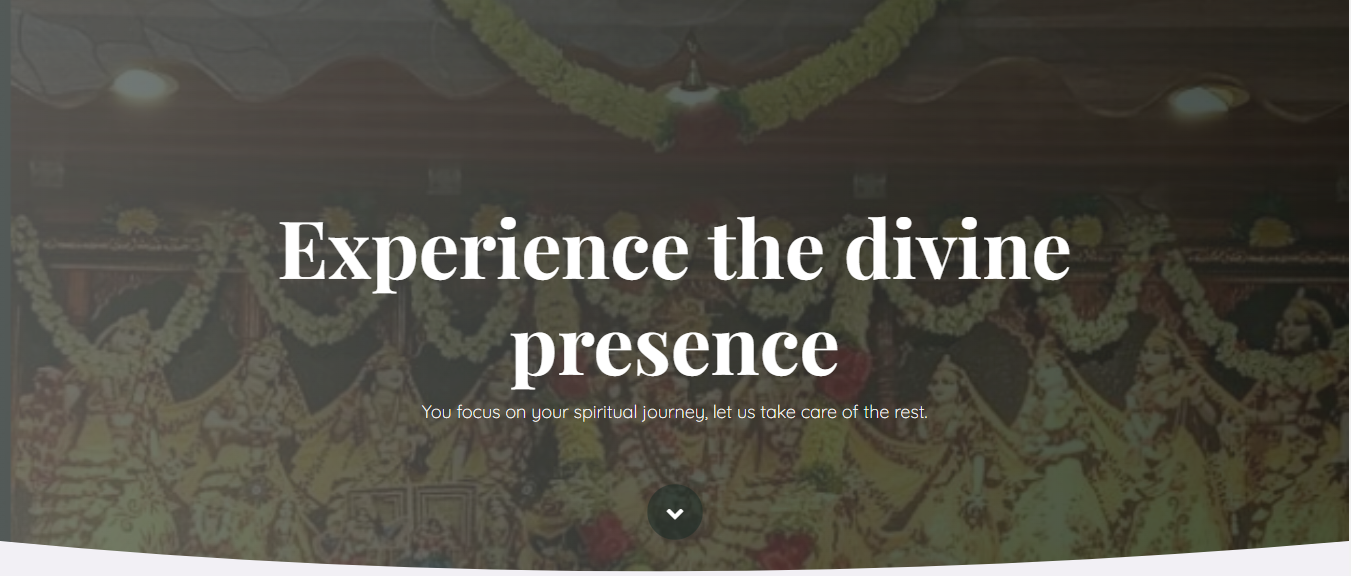 Experience the divine
presence
You focus on your spiritual journey, let us take care of the rest.